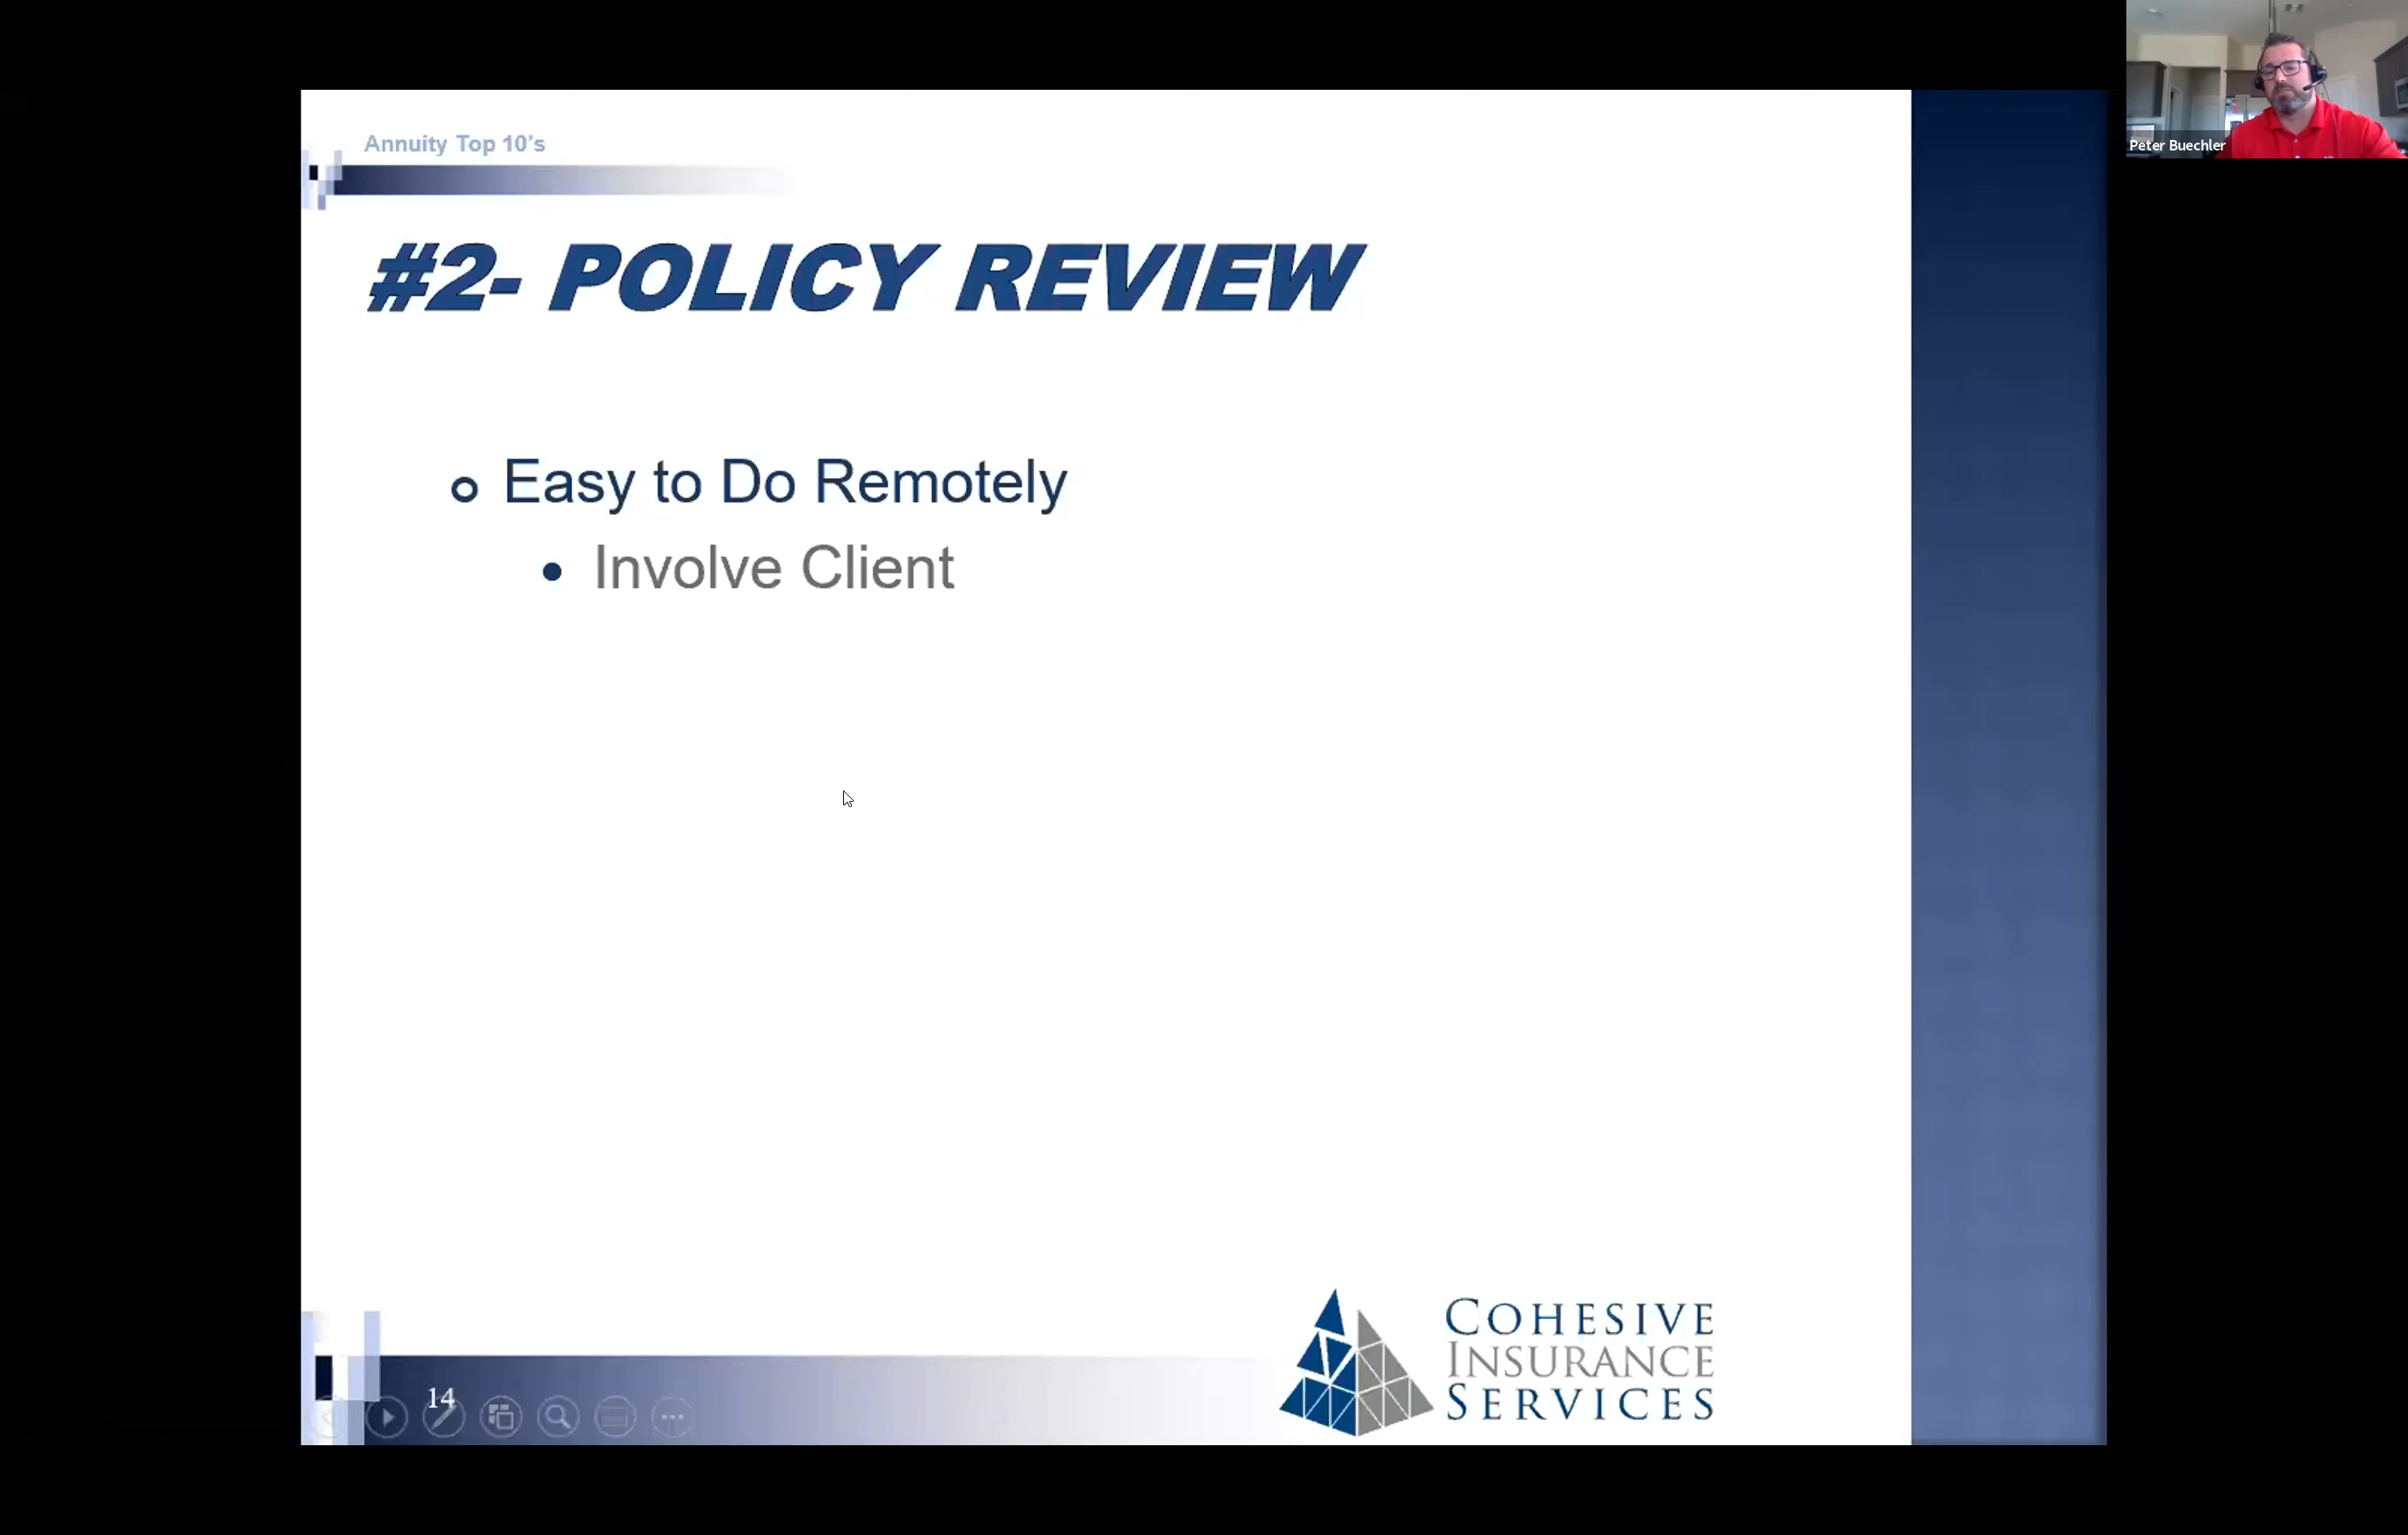 Annuity Top 10's
#2- POLICY REVIEW
Easy to Do Remotely
Involve Client
14
COHESIVE
INSURANCE
SERVICES
Peter Buechler